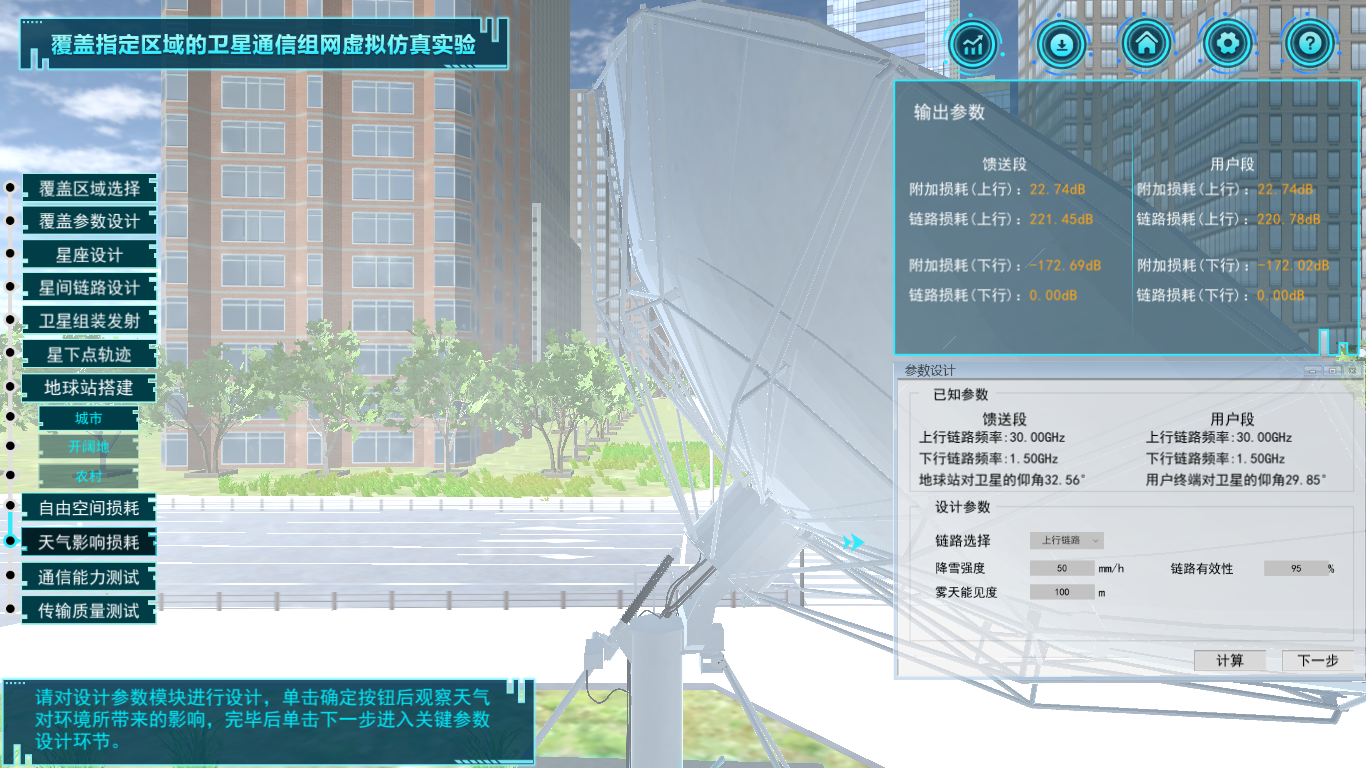 覆盖指定区域的卫星通信组网虚拟仿真实验
覆盖区域选择
覆盖参数设计
星座设计
星间链路设计
卫星组装发射
星下点轨迹
地球站搭建
城市
开阔地
农村
自由空间损耗
天气影响损耗
通信能力测试
传输质量测试
请对设计参数模块进行设计，单击确定按钮后观察天气
对环境所带来的影响，完毕后单击下一步进入关键参数
设计环节。
输出参数
馈送段 用户段
附加损耗(上行)：22.74dB 附加损耗(上行)：22.74dB
链路损耗(上行)：221.45dB 链路损耗(上行)：220.78dB
附加损耗(下行)：-172.69dB 附加损耗(下行)：-172.02dB
链路损耗(下行)：0.00dB 链路损耗(下行)：0.00dB
参数设计
已知参数
馈送段 用户段
上行链路频率:30.00GHz 上行链路频率:30.00GHz
下行链路频率:1.50GHz 下行链路频率:1.50GHz
地球站对卫星的仰角32.56° 用户终端对卫星的仰角29.85°
设计参数
链路选择 上行链路
降雪强度 50 mm/h 链路有效性 95 %
雾天能见度 100 m
计算 下一步